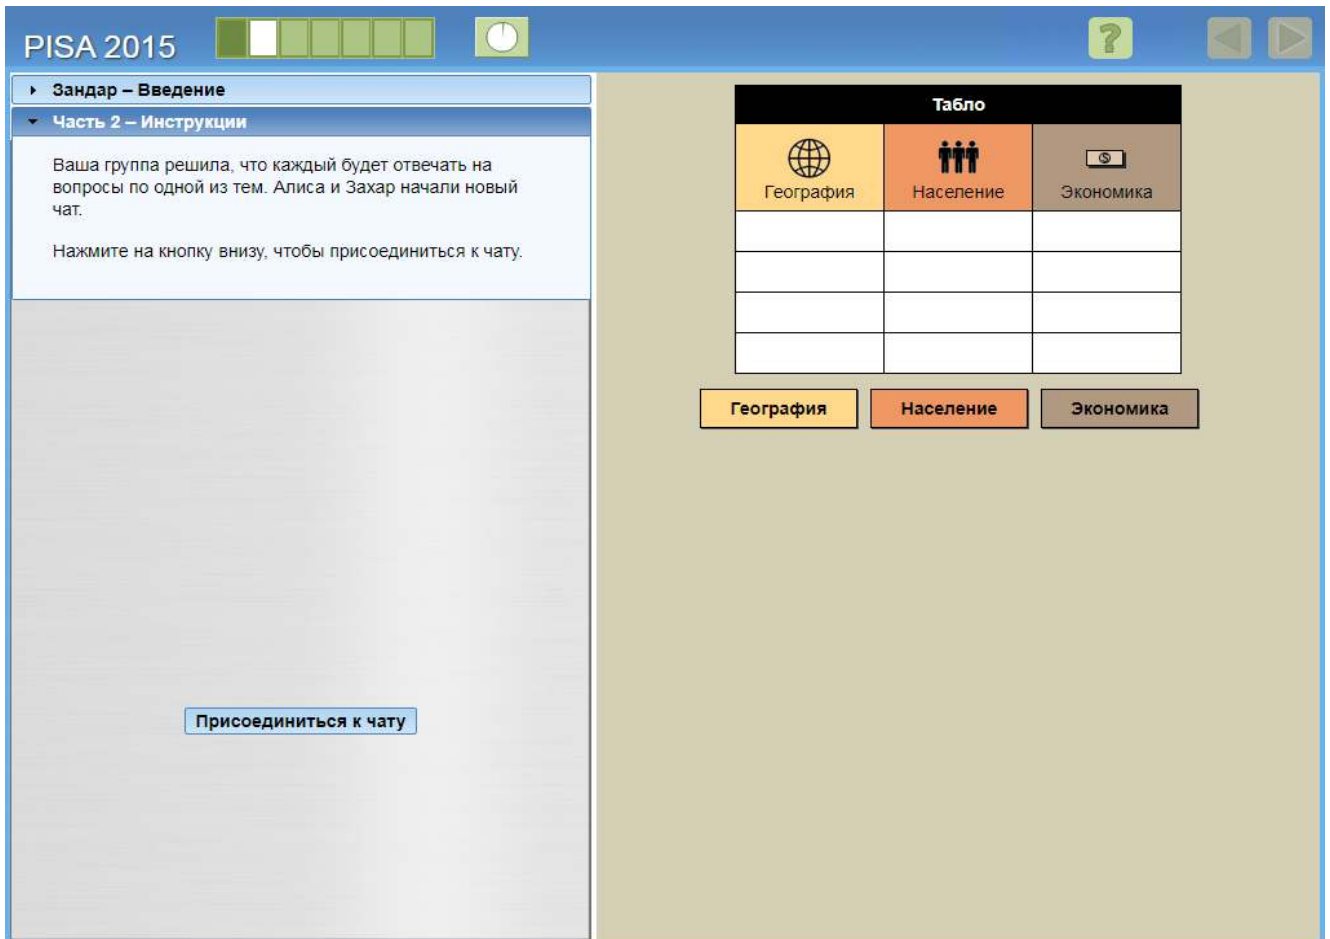 PISA 2015
?
Зандар – Введение
Часть 2 – Инструкции
Ваша группа решила, что каждый будет отвечать на
вопросы по одной из тем. Алиса и Захар начали новый
чат.
Нажмите на кнопку внизу, чтобы присоединиться к чату.
Присоединиться к чату
Табло
География Население Экономика
География Население Экономика